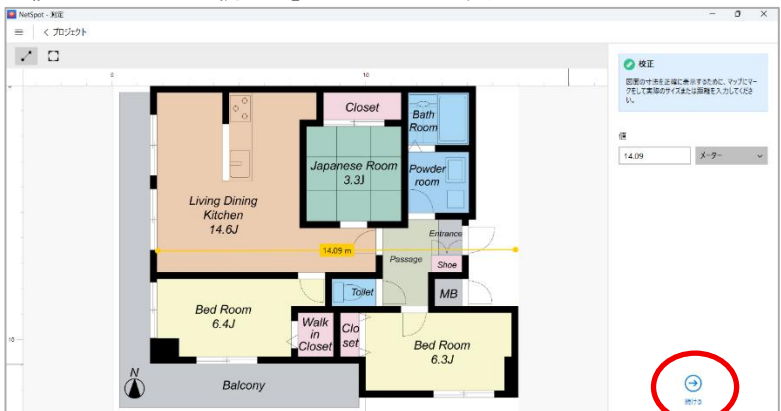 NetSpot - 測定
プロジェクト
0
10
校正
図面の寸法を正確に表示するために、マップにマー
クをして実際のサイズまたは距離を入力してくださ
い。
値
14.09
メーター
Closet
Bath
Room
Japanese Room
3.3J
Powder
room
Living Dining
Kitchen
14.6J
Entrance
14.09 m
Passage
Shoe
Toilet
MB
Bed Room
6.4J
Walk
in
Closet
Clo
set
Bed Room
6.3J
10
N
Balcony
続ける